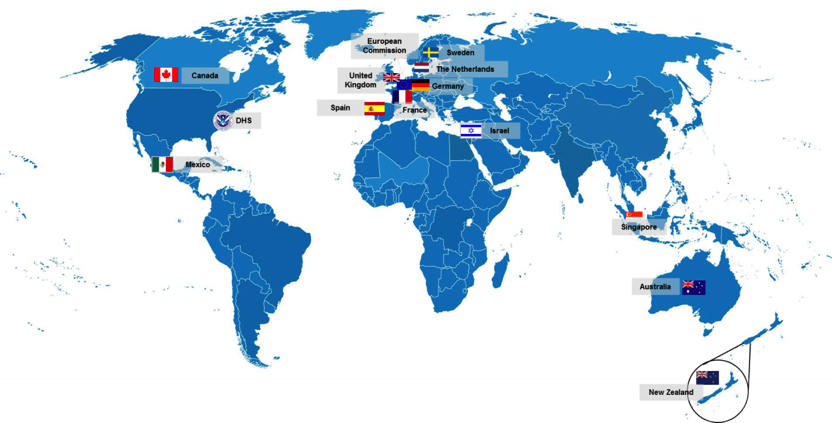 European
Commission
Sweden
The Netherlands
Canada
United
Kingdom
Germany
Spain
France
DHS
Israel
Mexico
Singapore
Australia
New Zealand